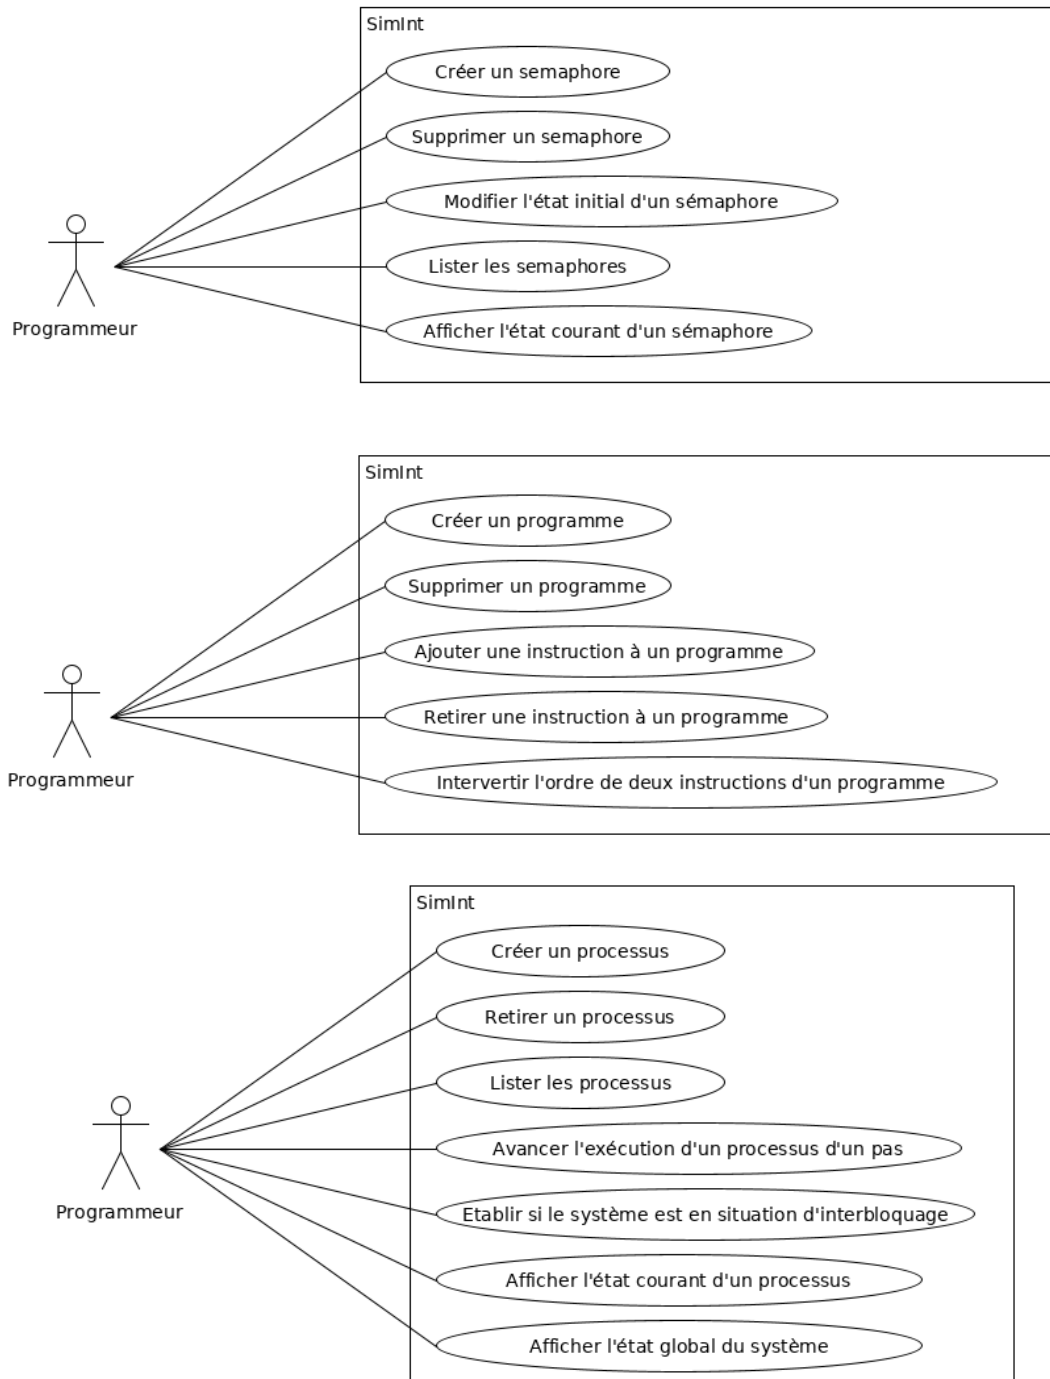 SimInt
Créer un semaphore
Supprimer un semaphore
Modifier l'état initial d'un sémaphore
Lister les semaphores
Afficher l'état courant d'un sémaphore
Programmeur
SimInt
Créer un programme
Supprimer un programme
Ajouter une instruction à un programme
Retirer une instruction à un programme
Intervertir l'ordre de deux instructions d'un programme
Programmeur
SimInt
Créer un processus
Retirer un processus
Lister les processus
Avancer l'exécution d'un processus d'un pas
Etablir si le système est en situation d'interbloquage
Afficher l'état courant d'un processus
Afficher l'état global du système
Programmeur